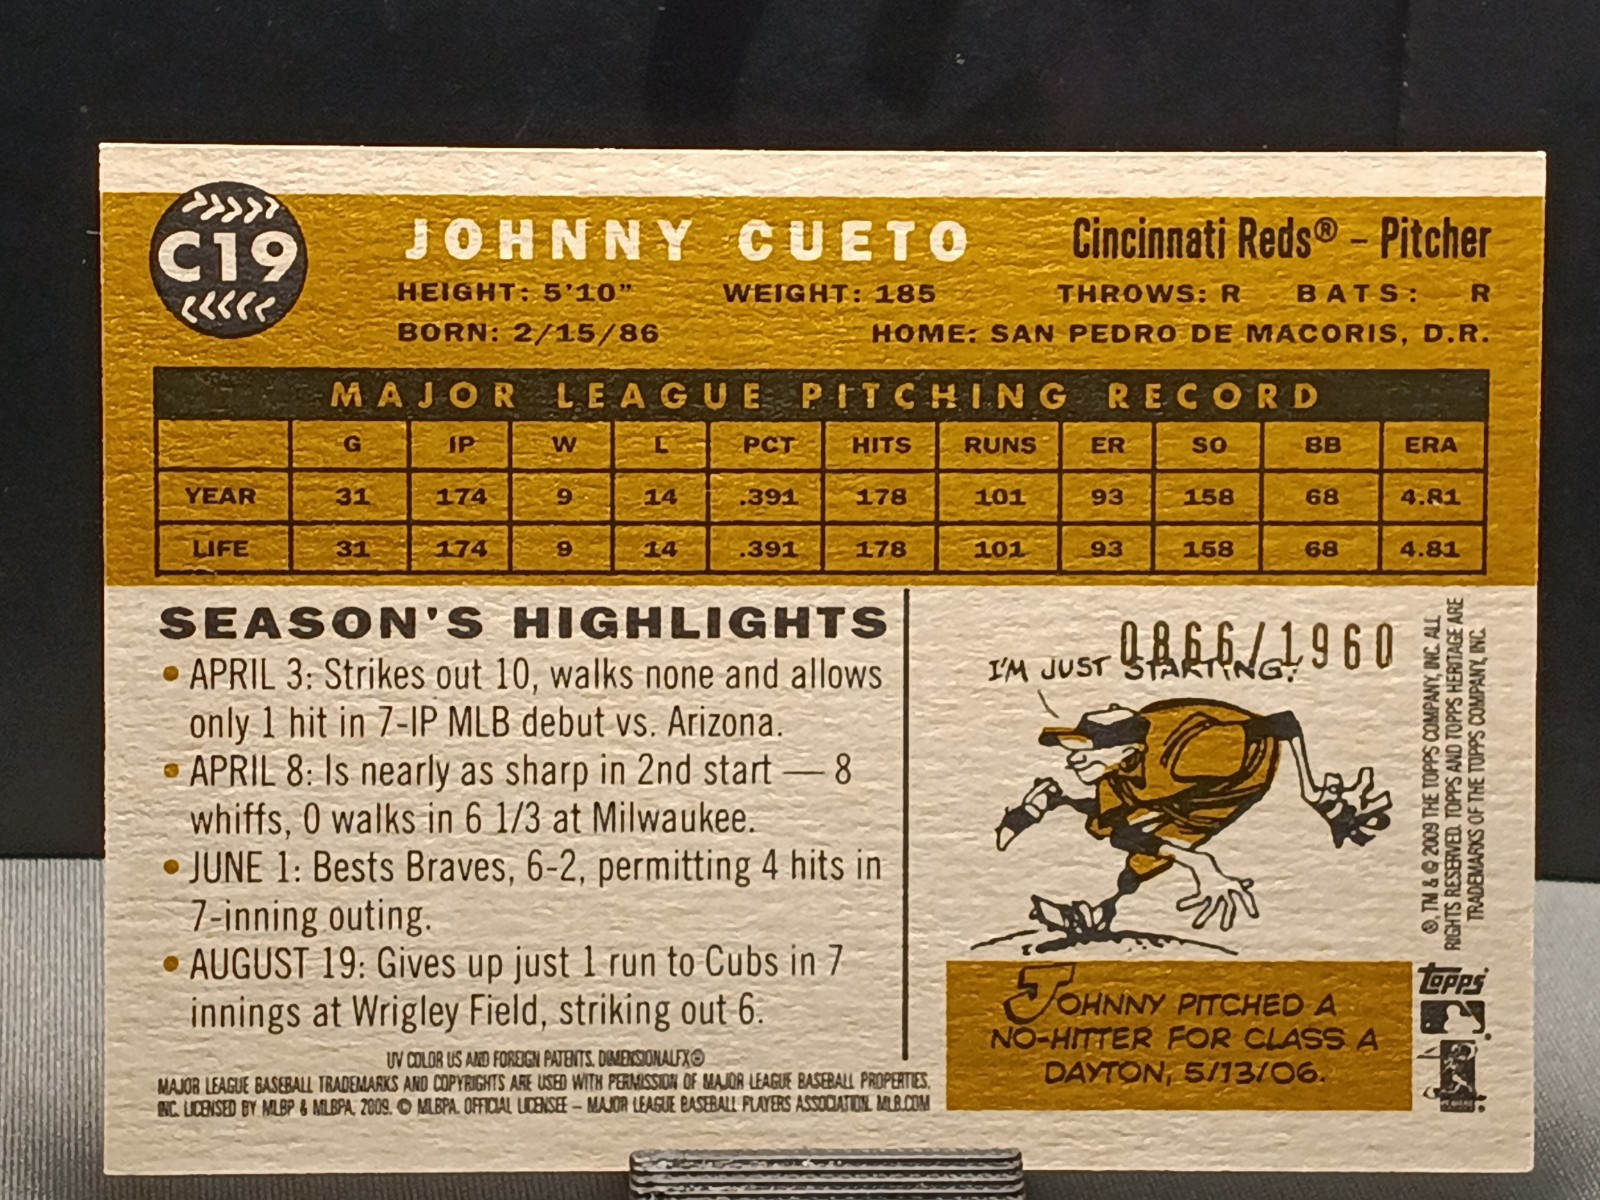 C19
JOHNNY CUETO
Cincinnati Reds® – Pitcher
HEIGHT: 5'10" WEIGHT: 185 THROWS: R BATS: R
BORN: 2/15/86 HOME: SAN PEDRO DE MACORIS, D.R.
MAJOR LEAGUE PITCHING RECORD
G IP W L PCT HITS RUNS ER SO BB ERA
YEAR 31 174 9 14 .391 178 101 93 158 68 4.81
LIFE 31 174 9 14 .391 178 101 93 158 68 4.81
SEASON'S HIGHLIGHTS
• APRIL 3: Strikes out 10, walks none and allows
only 1 hit in 7-IP MLB debut vs. Arizona.
• APRIL 8: Is nearly as sharp in 2nd start — 8
whiffs, 0 walks in 6 1/3 at Milwaukee.
• JUNE 1: Bests Braves, 6-2, permitting 4 hits in
7-inning outing.
• AUGUST 19: Gives up just 1 run to Cubs in 7
innings at Wrigley Field, striking out 6.
UV COLOR US AND FOREIGN PATENTS. DIMENSIONALFX®
MAJOR LEAGUE BASEBALL TRADEMARKS AND COPYRIGHTS ARE USED WITH PERMISSION OF MAJOR LEAGUE BASEBALL PROPERTIES,
INC. LICENSED BY MLBP & MLBPA, 2009. © MLBPA. OFFICIAL LICENSEE – MAJOR LEAGUE BASEBALL PLAYERS ASSOCIATION. MLB.COM
0866/1960
I'M JUST STARTING!
JOHNNY PITCHED A
NO-HITTER FOR CLASS A
DAYTON, 5/13/06.
®, TM & © 2009 THE TOPPS COMPANY, INC. ALL
RIGHTS RESERVED. TOPPS AND TOPPS HERITAGE ARE
TRADEMARKS OF THE TOPPS COMPANY, INC.
topps